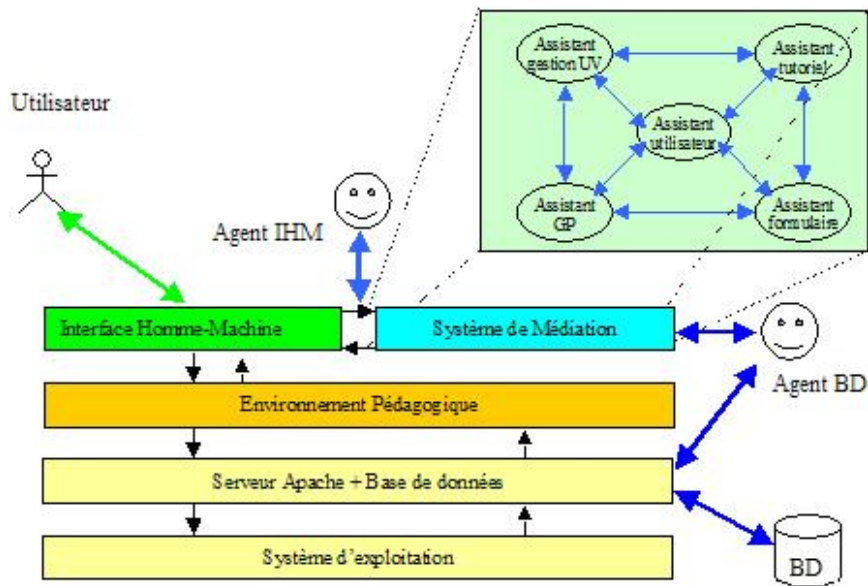 Assistant
gestion UV
Assistant
tutoriel
Assistant
utilisateur
Assistant
GP
Assistant
formulaire
Utilisateur
Agent IHM
Interface Homme-Machine
Système de Médiation
Agent BD
Environnement Pédagogique
Serveur Apache + Base de données
Système d'exploitation
BD